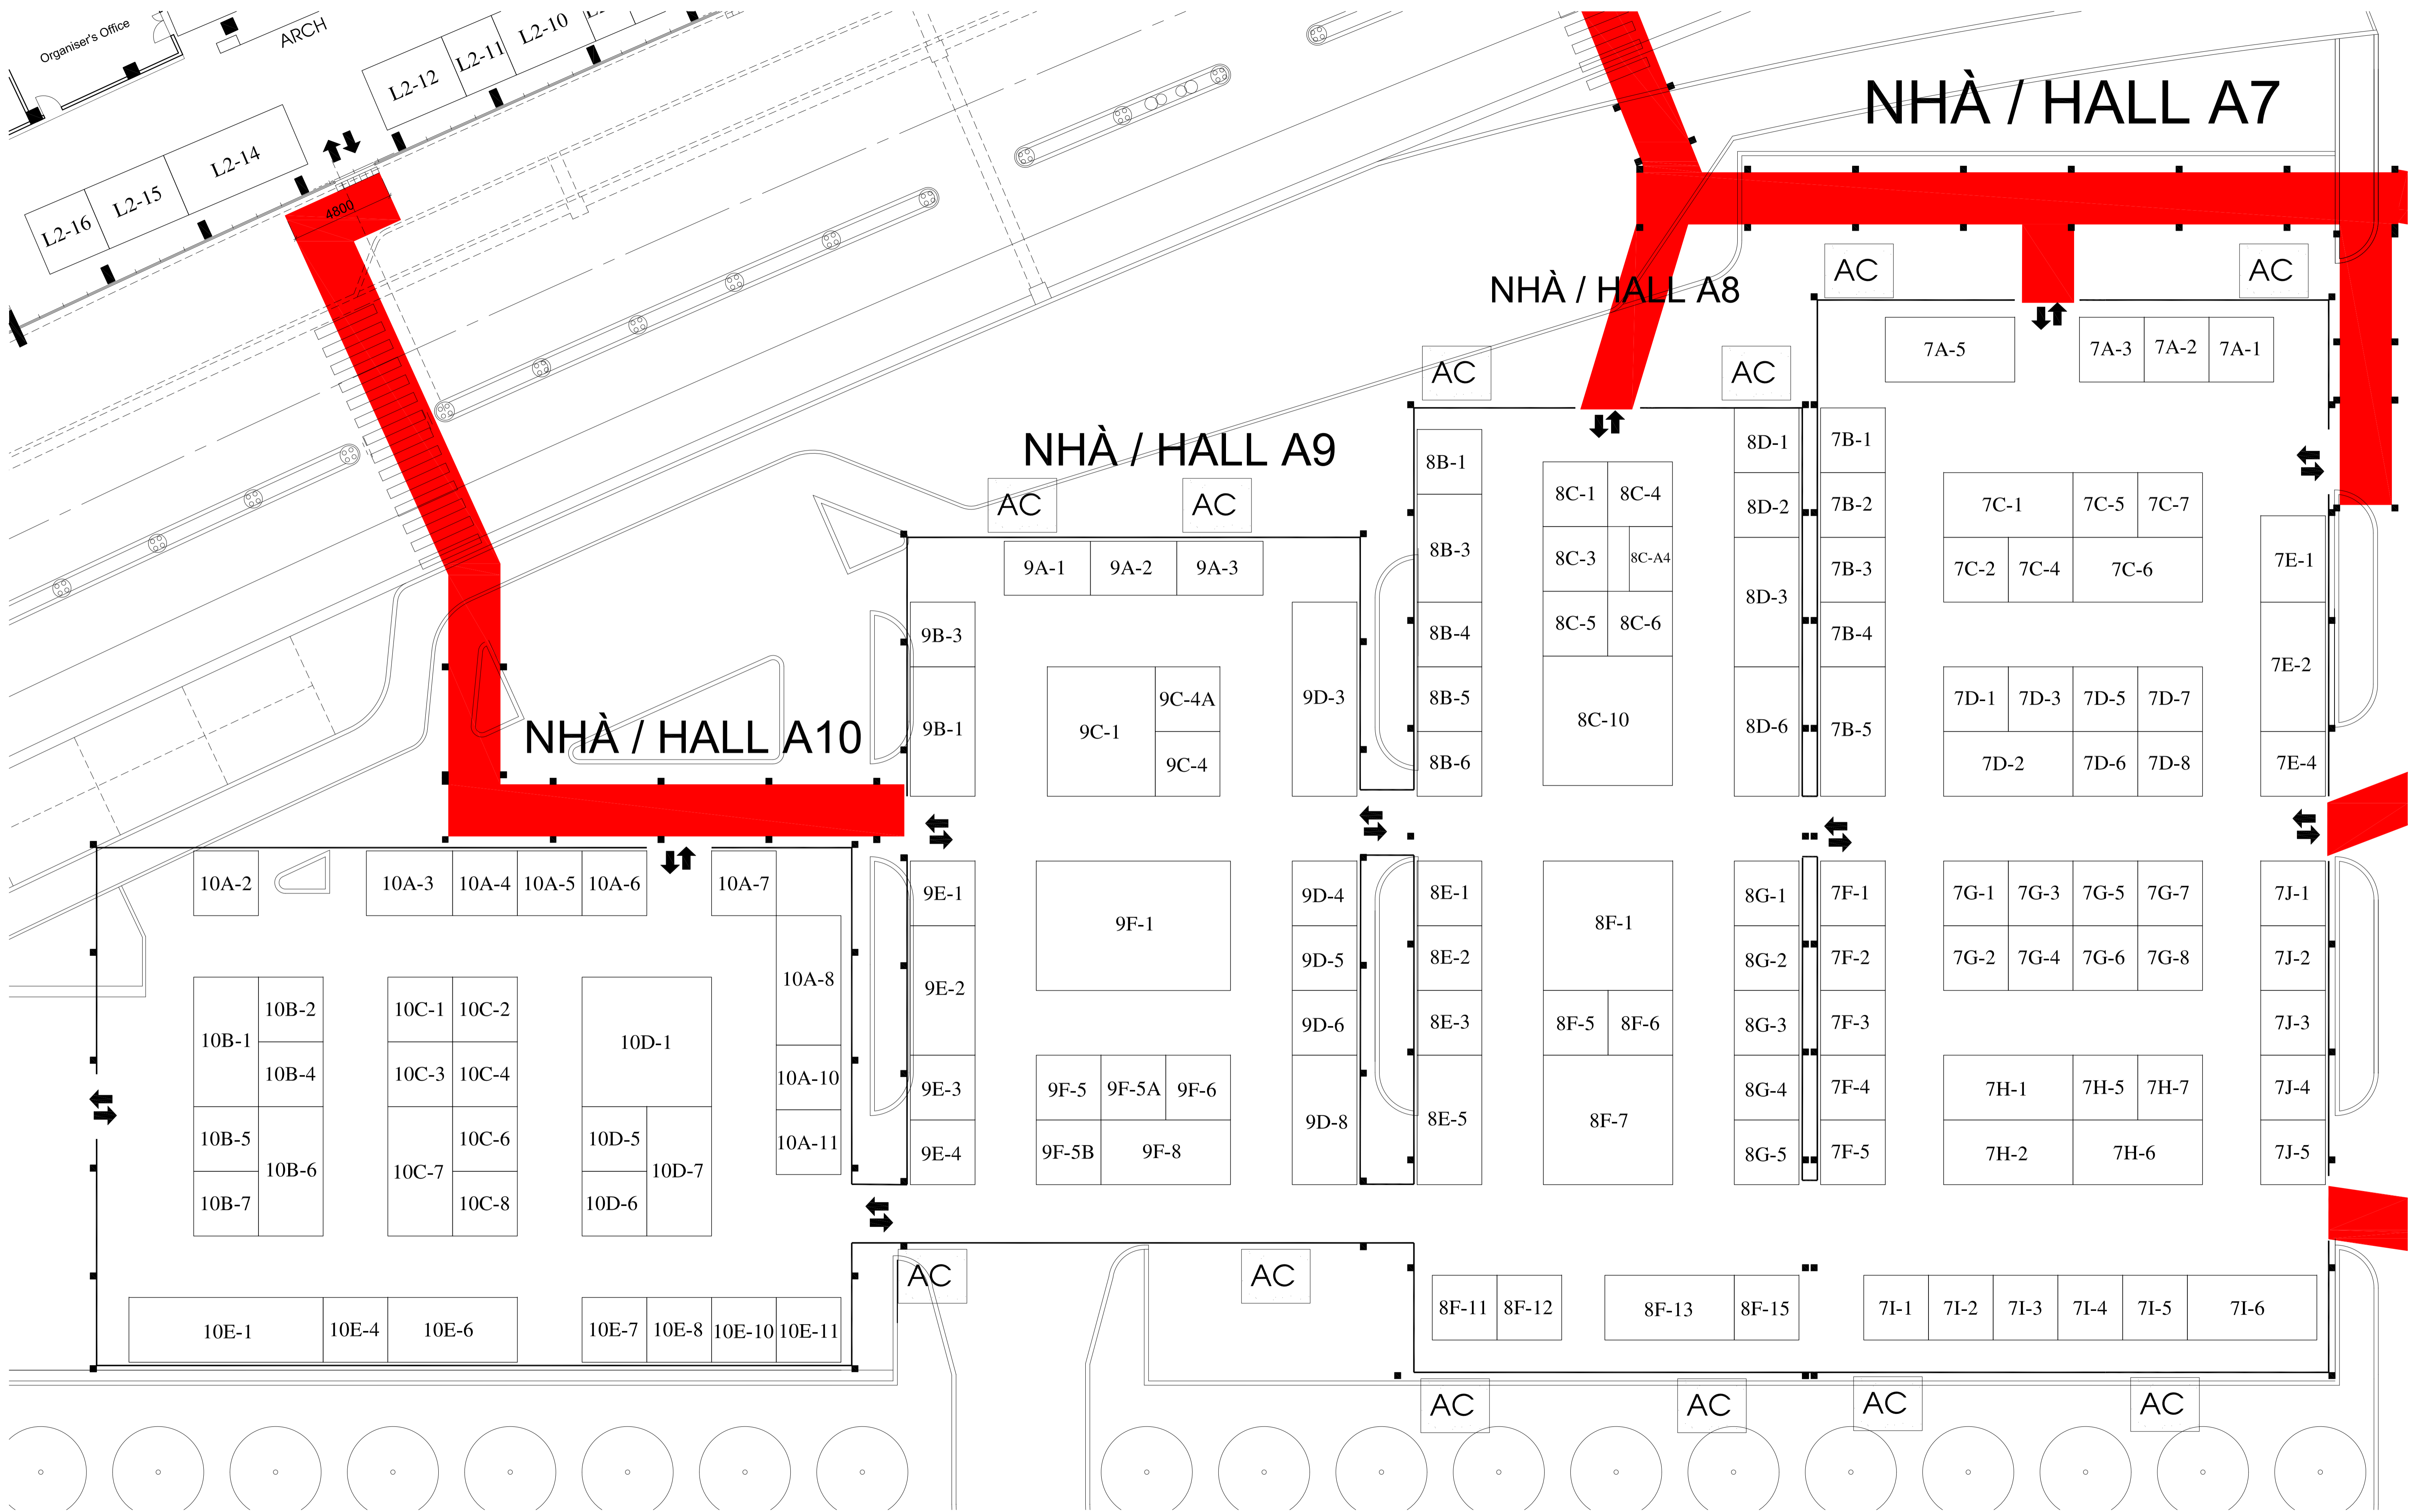 Organiser's Office
ARCH
L2-12
L2-11
L2-10
L2-16
L2-15
L2-14
4800
NHÀ / HALL A7
AC
AC
NHÀ / HALL A8
AC
AC
7A-5
7A-3
7A-2
7A-1
NHÀ / HALL A9
AC
AC
8B-1
8B-3
8B-4
8B-5
8B-6
8C-1
8C-4
8C-3
8C-A4
8C-5
8C-6
8C-10
8D-1
8D-2
8D-3
8D-6
7B-1
7B-2
7B-3
7B-4
7B-5
7C-1
7C-5
7C-7
7C-2
7C-4
7C-6
7D-1
7D-3
7D-5
7D-7
7D-2
7D-6
7D-8
7E-1
7E-2
7E-4
9A-1
9A-2
9A-3
9B-3
9B-1
9C-1
9C-4A
9C-4
9D-3
NHÀ / HALL A10
10A-2
10A-3
10A-4
10A-5
10A-6
10A-7
10A-8
10A-10
10A-11
10B-1
10B-2
10B-4
10B-5
10B-6
10B-7
10C-1
10C-2
10C-3
10C-4
10C-7
10C-6
10C-8
10D-1
10D-5
10D-7
10D-6
10E-1
10E-4
10E-6
10E-7
10E-8
10E-10
10E-11
9E-1
9E-2
9E-3
9E-4
9F-1
9F-5
9F-5A
9F-6
9F-5B
9F-8
9D-4
9D-5
9D-6
9D-8
8E-1
8E-2
8E-3
8E-5
8F-1
8F-5
8F-6
8F-7
8G-1
8G-2
8G-3
8G-4
8G-5
7F-1
7F-2
7F-3
7F-4
7F-5
7G-1
7G-3
7G-5
7G-7
7G-2
7G-4
7G-6
7G-8
7H-1
7H-5
7H-7
7H-2
7H-6
7J-1
7J-2
7J-3
7J-4
7J-5
AC
AC
8F-11
8F-12
8F-13
8F-15
7I-1
7I-2
7I-3
7I-4
7I-5
7I-6
AC
AC
AC
AC